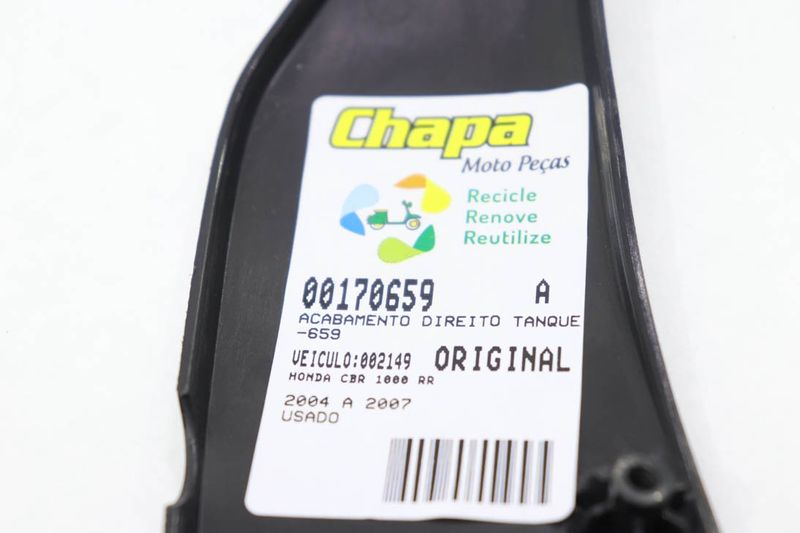 Chapa
Moto Peças
Recicle
Renove
Reutilize
00170659 A
ACABAMENTO DIREITO TANQUE
-659
VEICULO:002149 ORIGINAL
HONDA CBR 1000 RR
2004 A 2007
USADO